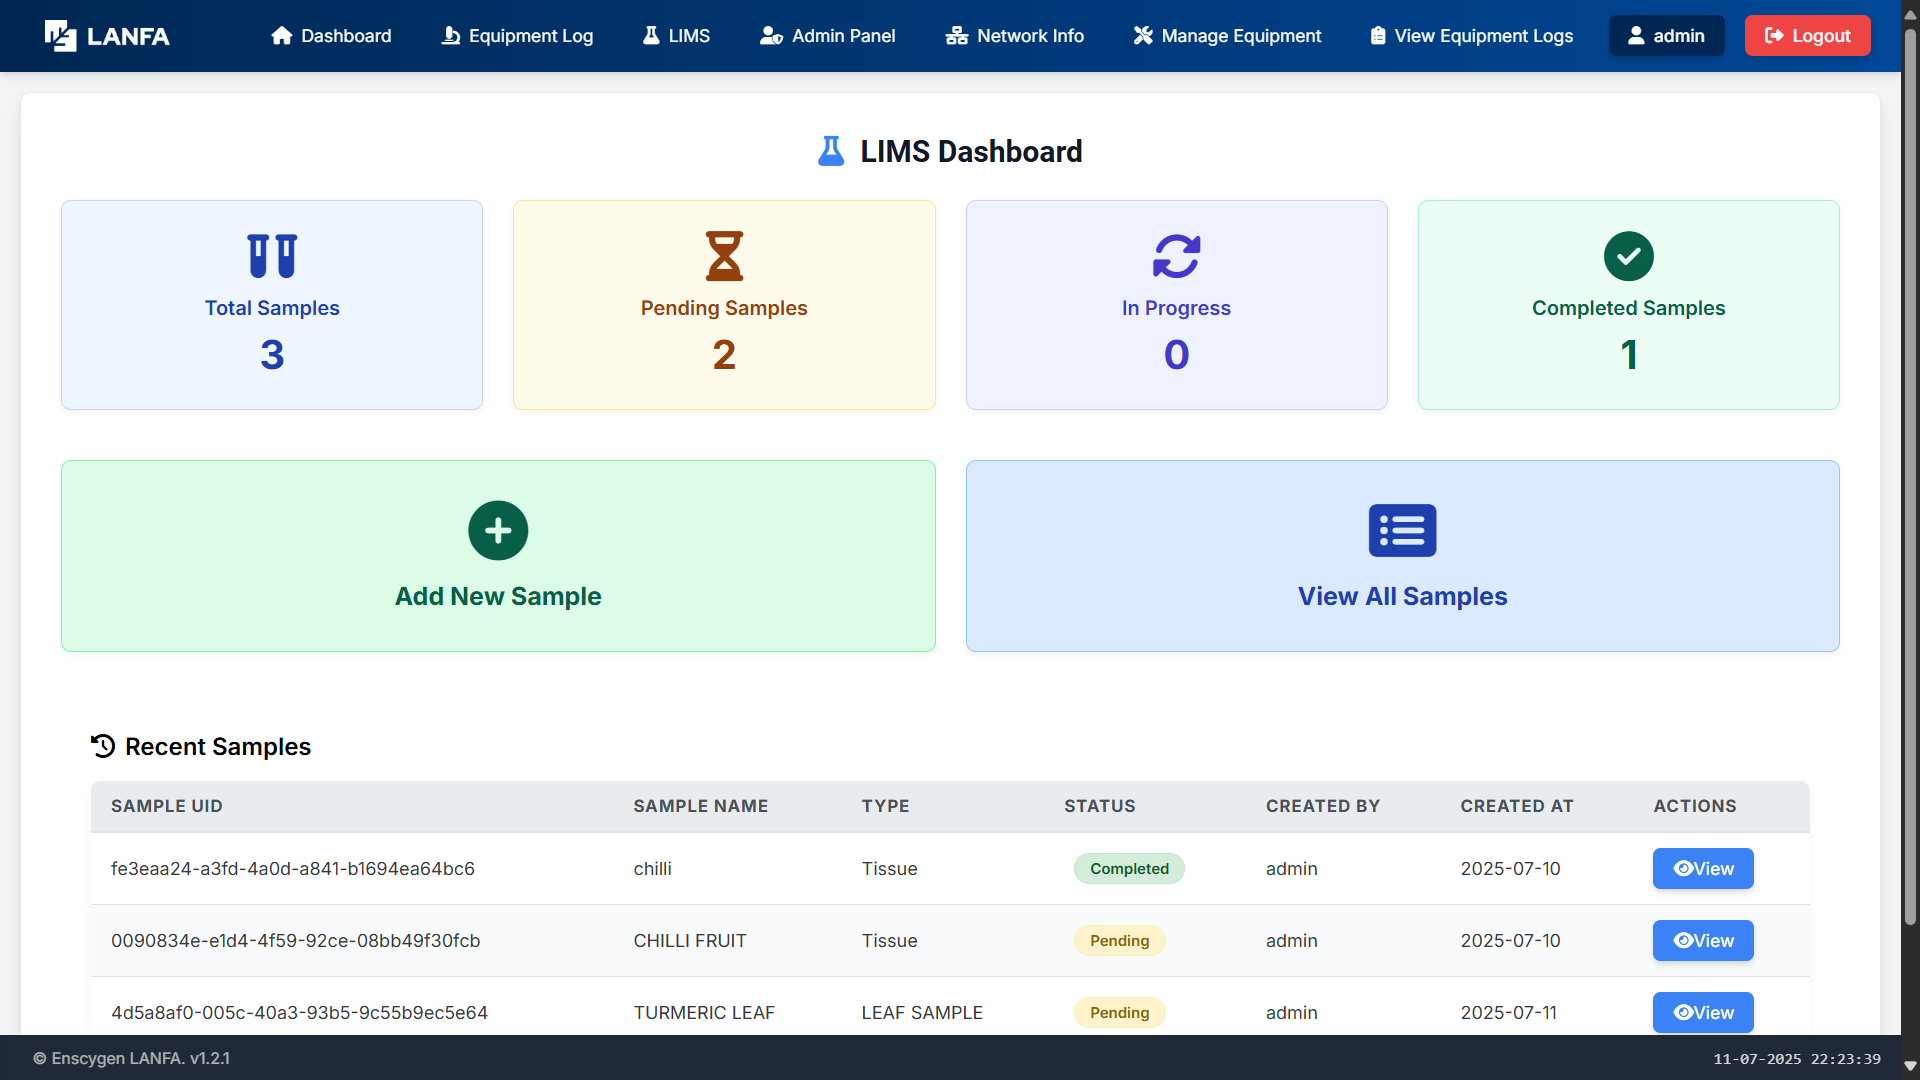 LANFA Dashboard Equipment Log LIMS Admin Panel Network Info Manage Equipment View Equipment Logs admin Logout
LIMS Dashboard
Total Samples
3
Pending Samples
2
In Progress
0
Completed Samples
1
Add New Sample
View All Samples
Recent Samples
SAMPLE UID SAMPLE NAME TYPE STATUS CREATED BY CREATED AT ACTIONS
fe3eaa24-a3fd-4a0d-a841-b1694ea64bc6 chilli Tissue Completed admin 2025-07-10 View
0090834e-e1d4-4f59-92ce-08bb49f30fcb CHILLI FRUIT Tissue Pending admin 2025-07-10 View
4d5a8af0-005c-40a3-93b5-9c55b9ec5e64 TURMERIC LEAF LEAF SAMPLE Pending admin 2025-07-11 View
© Enscygen LANFA. v1.2.1 11-07-2025 22:23:39